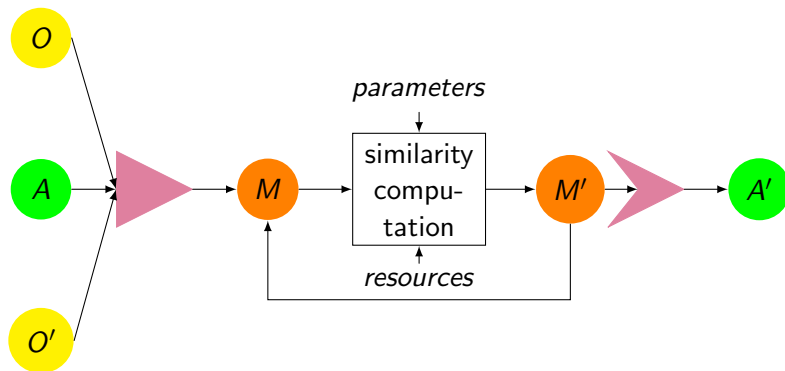 O
parameters
similarity
compu-
tation
A
M
M′
A′
resources
O′